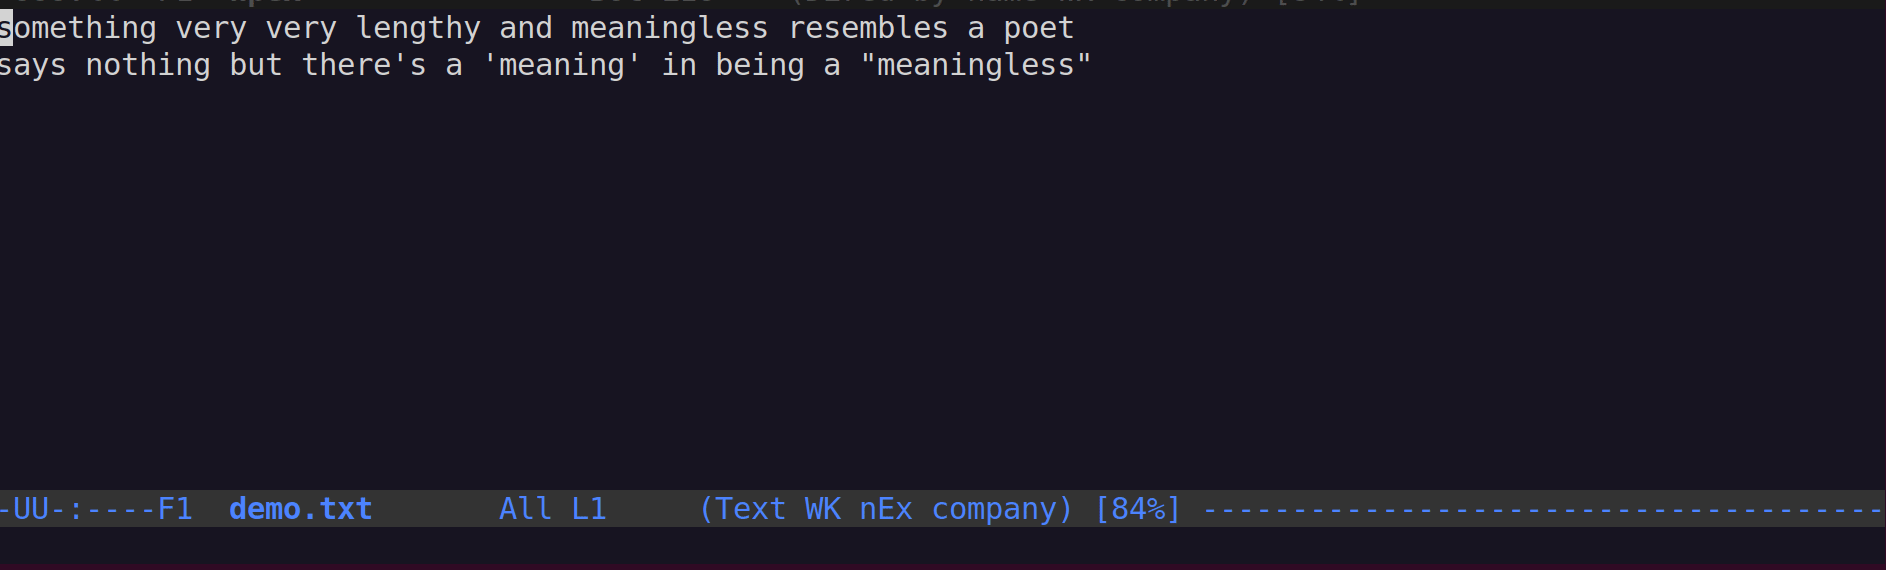 something very very lengthy and meaningless resembles a poet
says nothing but there's a 'meaning' in being a "meaningless"
-UU-:----F1  demo.txt       All L1     (Text WK nEx company) [84%] --------------------------------------